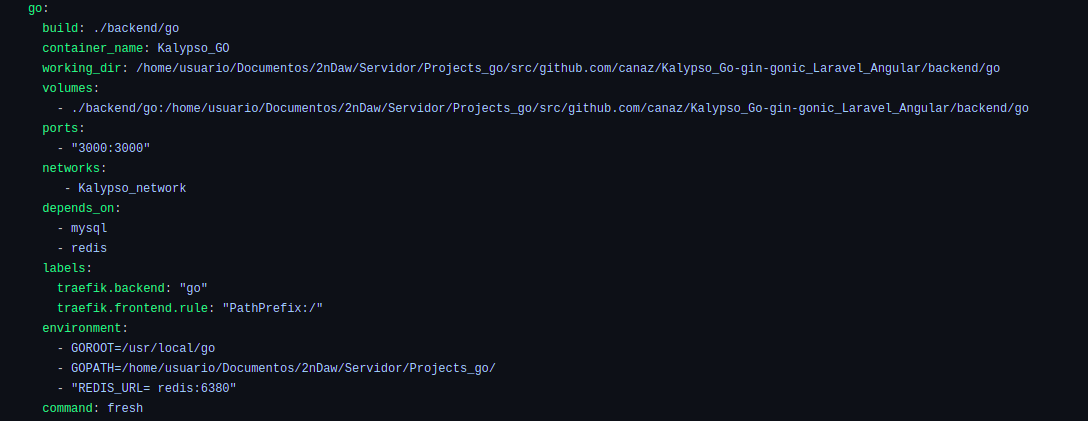 go:
  build: ./backend/go
  container_name: Kalypso_GO
  working_dir: /home/usuario/Documentos/2nDaw/Servidor/Projects_go/src/github.com/canaz/Kalypso_Go-gin-gonic_Laravel_Angular/backend/go
  volumes:
    - ./backend/go:/home/usuario/Documentos/2nDaw/Servidor/Projects_go/src/github.com/canaz/Kalypso_Go-gin-gonic_Laravel_Angular/backend/go
  ports:
    - "3000:3000"
  networks:
     - Kalypso_network
  depends_on:
    - mysql
    - redis
  labels:
    traefik.backend: "go"
    traefik.frontend.rule: "PathPrefix:/"
  environment:
    - GOROOT=/usr/local/go
    - GOPATH=/home/usuario/Documentos/2nDaw/Servidor/Projects_go/
    - "REDIS_URL= redis:6380"
  command: fresh